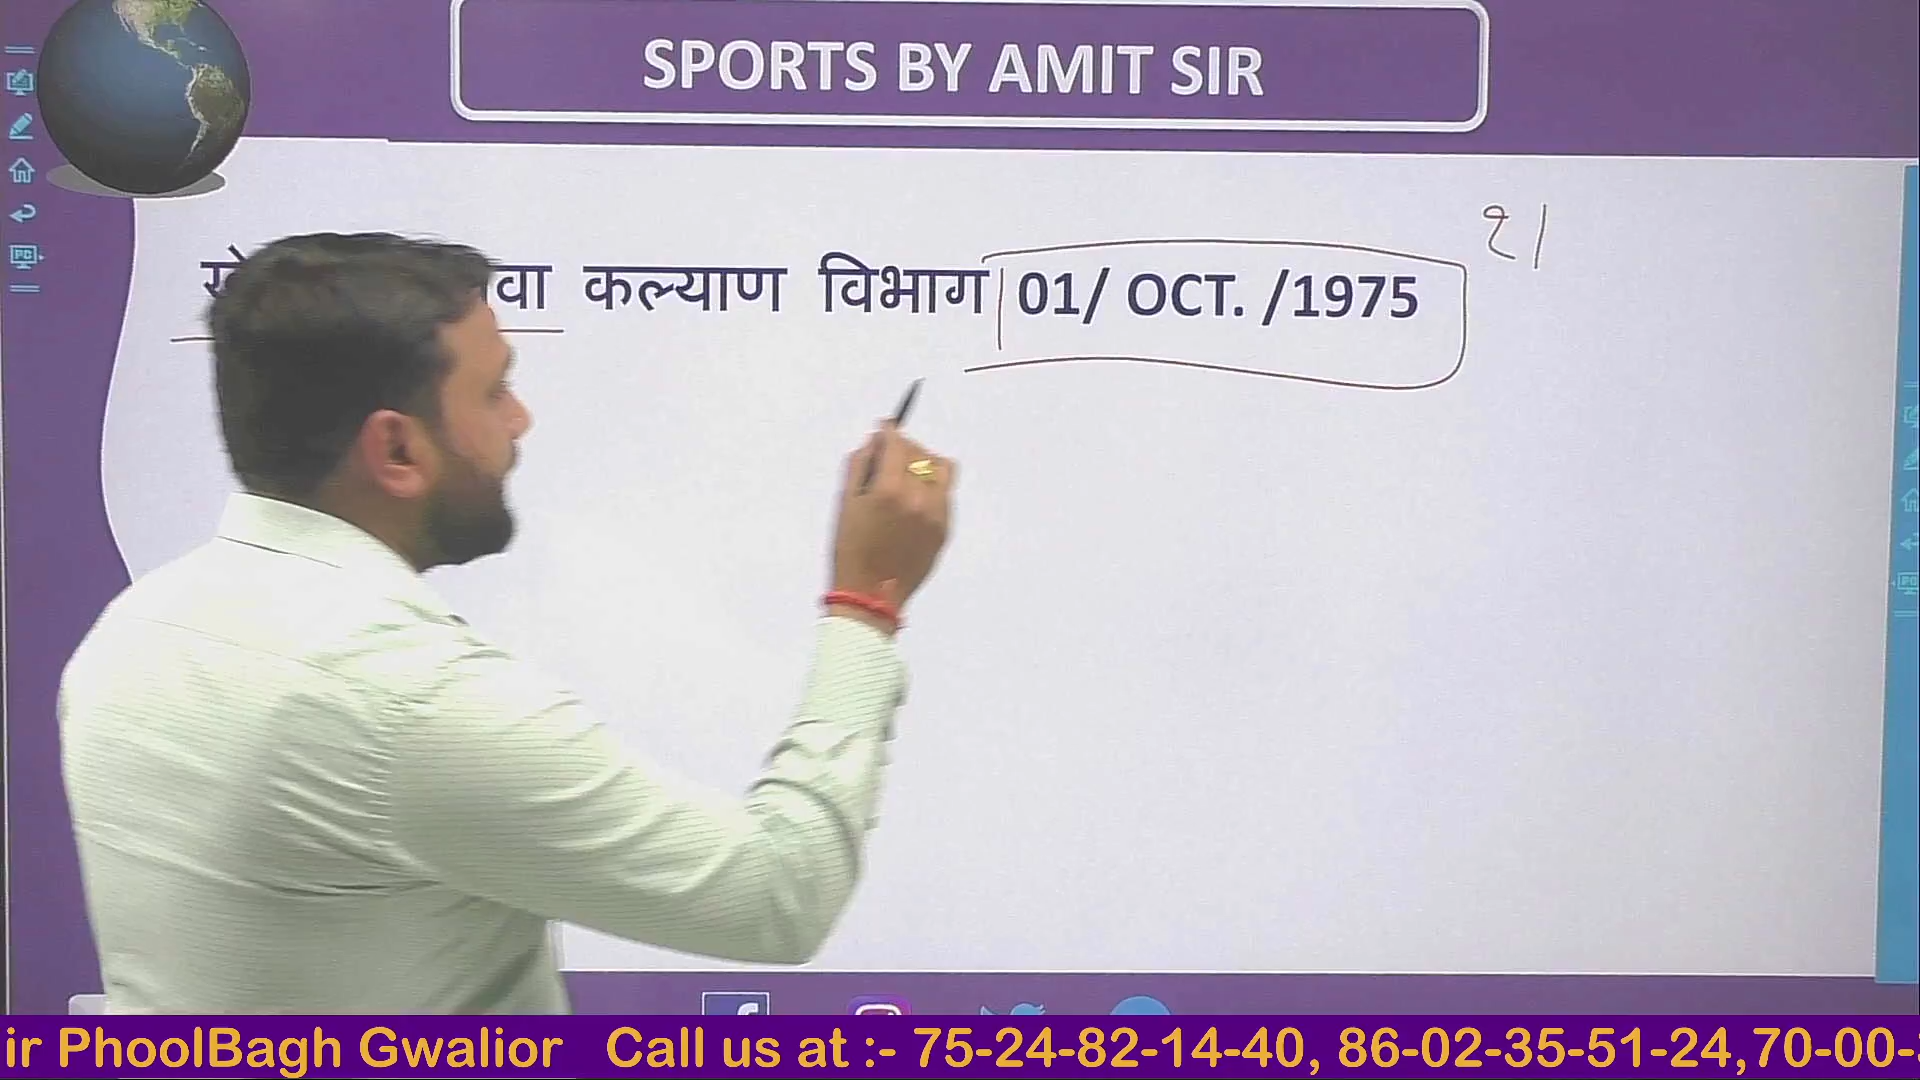 SPORTS BY AMIT SIR
कल्याण विभाग 01/ OCT. /1975
ir PhoolBagh Gwalior Call us at :- 75-24-82-14-40, 86-02-35-51-24,70-00-